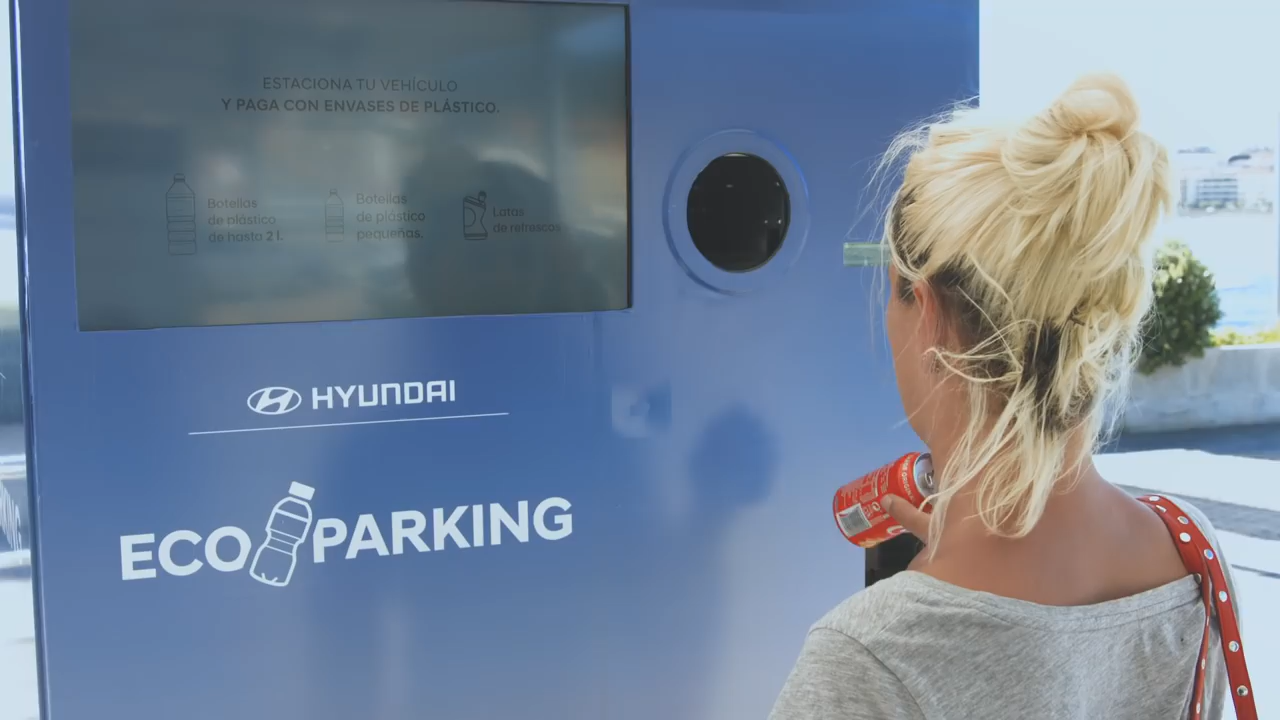 ESTACIONA TU VEHÍCULO
Y PAGA CON ENVASES DE PLÁSTICO.
Botellas
de plástico
de hasta 2 l.
Botellas
de plástico
pequeñas.
Latas
de refrescos
HYUNDAI
ECO PARKING